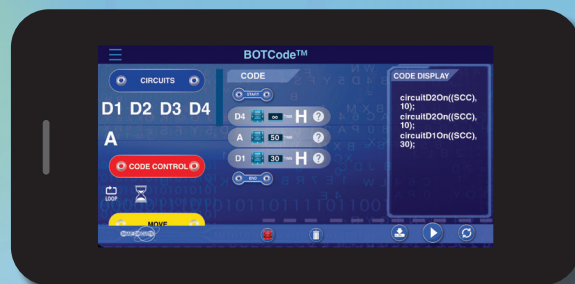 BOTCode™
CIRCUITS
D1 D2 D3 D4
A
CODE CONTROL
LOOP
MOVE
CODE
START
D4 ∞ H ?
A 50 H ?
D1 30 H ?
END
CODE DISPLAY
circuitD2On((SCC),
10);
circuitD2On((SCC),
10);
circuitD1On((SCC),
30);